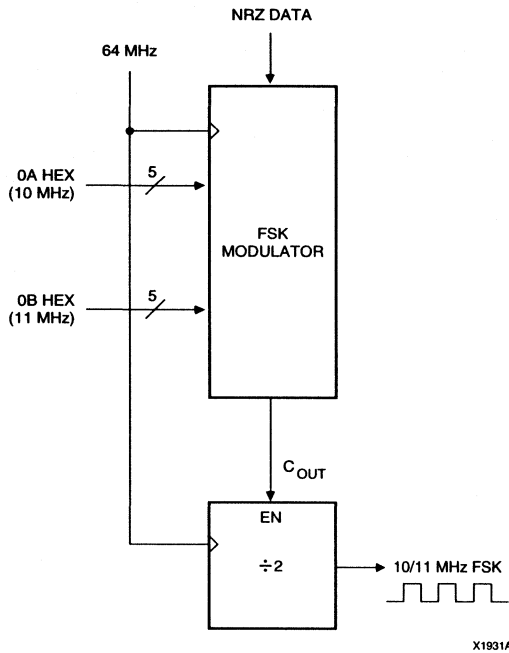 NRZ DATA
64 MHz
0A HEX
(10 MHz)
5
FSK
MODULATOR
0B HEX
(11 MHz)
5
COUT
EN
÷2
10/11 MHz FSK
X1931A